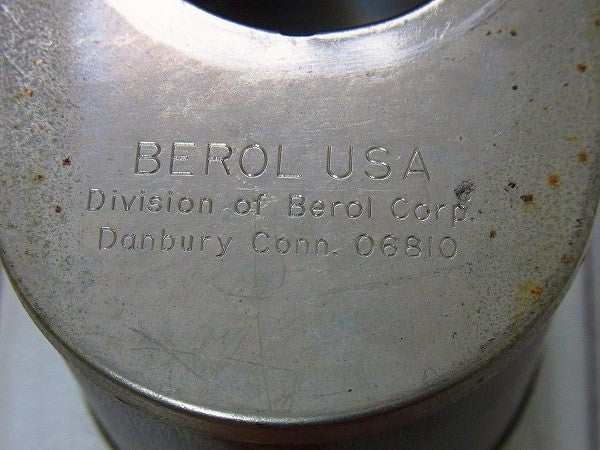 BEROL USA
Division of Berol Corp.
Danbury Conn. 06810